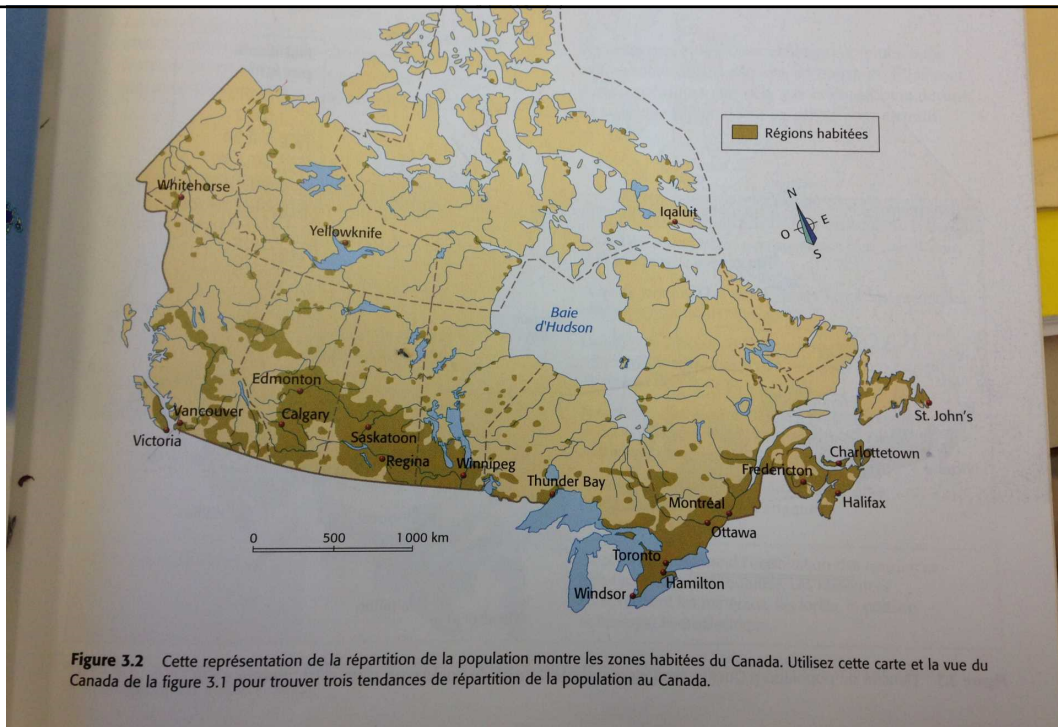 Régions habitées
N
O
E
S
Whitehorse
Yellowknife
Iqaluit
Baie
d'Hudson
Edmonton
Vancouver
Calgary
Victoria
Saskatoon
Regina
Winnipeg
Thunder Bay
St. John's
Charlottetown
Fredericton
Halifax
Montréal
Ottawa
Toronto
Hamilton
Windsor
0 500 1 000 km
Figure 3.2 Cette représentation de la répartition de la population montre les zones habitées du Canada. Utilisez cette carte et la vue du
Canada de la figure 3.1 pour trouver trois tendances de répartition de la population au Canada.